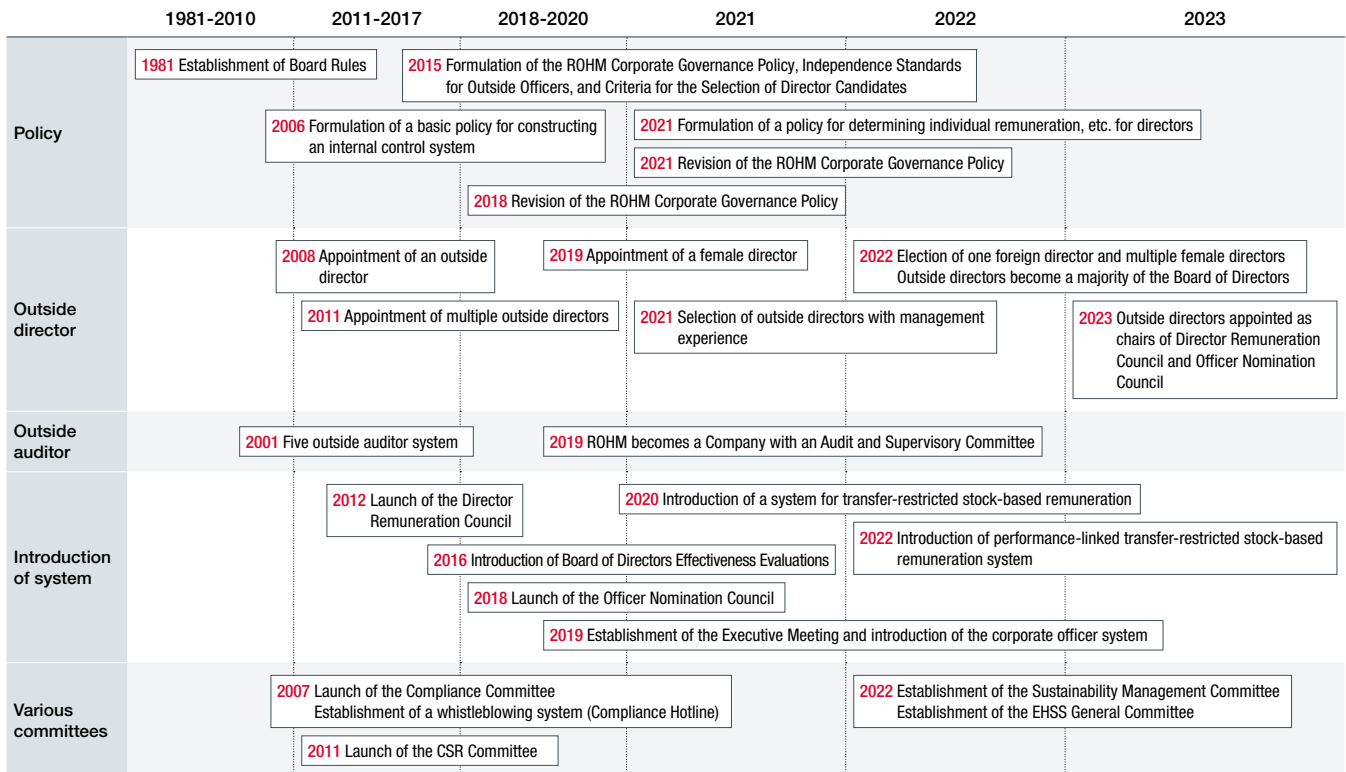 1981-2010
2011-2017
2018-2020
2021
2022
2023
Policy
1981 Establishment of Board Rules
2015 Formulation of the ROHM Corporate Governance Policy, Independence Standards
for Outside Officers, and Criteria for the Selection of Director Candidates
2006 Formulation of a basic policy for constructing
an internal control system
2021 Formulation of a policy for determining individual remuneration, etc. for directors
2021 Revision of the ROHM Corporate Governance Policy
2018 Revision of the ROHM Corporate Governance Policy
Outside
director
2008 Appointment of an outside
director
2019 Appointment of a female director
2022 Election of one foreign director and multiple female directors
Outside directors become a majority of the Board of Directors
2011 Appointment of multiple outside directors
2021 Selection of outside directors with management
experience
2023 Outside directors appointed as
chairs of Director Remuneration
Council and Officer Nomination
Council
Outside
auditor
2001 Five outside auditor system
2019 ROHM becomes a Company with an Audit and Supervisory Committee
Introduction
of system
2012 Launch of the Director
Remuneration Council
2020 Introduction of a system for transfer-restricted stock-based remuneration
2022 Introduction of performance-linked transfer-restricted stock-based
remuneration system
2016 Introduction of Board of Directors Effectiveness Evaluations
2018 Launch of the Officer Nomination Council
2019 Establishment of the Executive Meeting and introduction of the corporate officer system
Various
committees
2007 Launch of the Compliance Committee
Establishment of a whistleblowing system (Compliance Hotline)
2022 Establishment of the Sustainability Management Committee
Establishment of the EHSS General Committee
2011 Launch of the CSR Committee